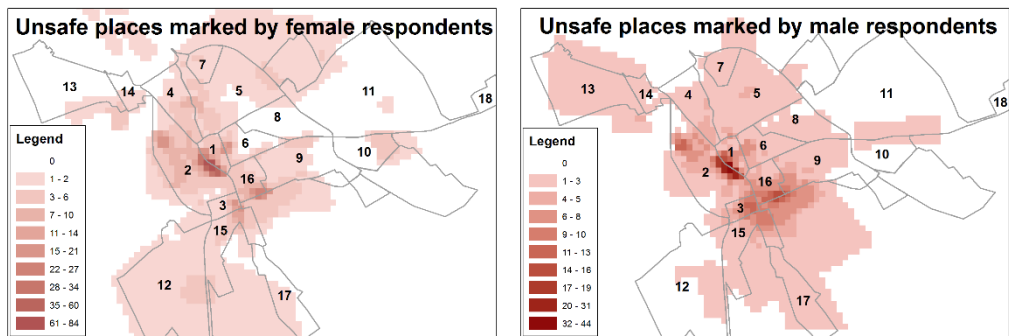 Unsafe places marked by female respondents
7
13
14
4
5
11
18
8
1
6
9
10
2
16
3
15
12
17
Legend
0
1 - 2
3 - 6
7 - 10
11 - 14
15 - 21
22 - 27
28 - 34
35 - 60
61 - 84
Unsafe places marked by male respondents
7
13
14
4
5
11
18
8
1
6
9
10
2
16
3
15
12
17
Legend
0
1 - 3
4 - 5
6 - 8
9 - 10
11 - 13
14 - 16
17 - 19
20 - 31
32 - 44